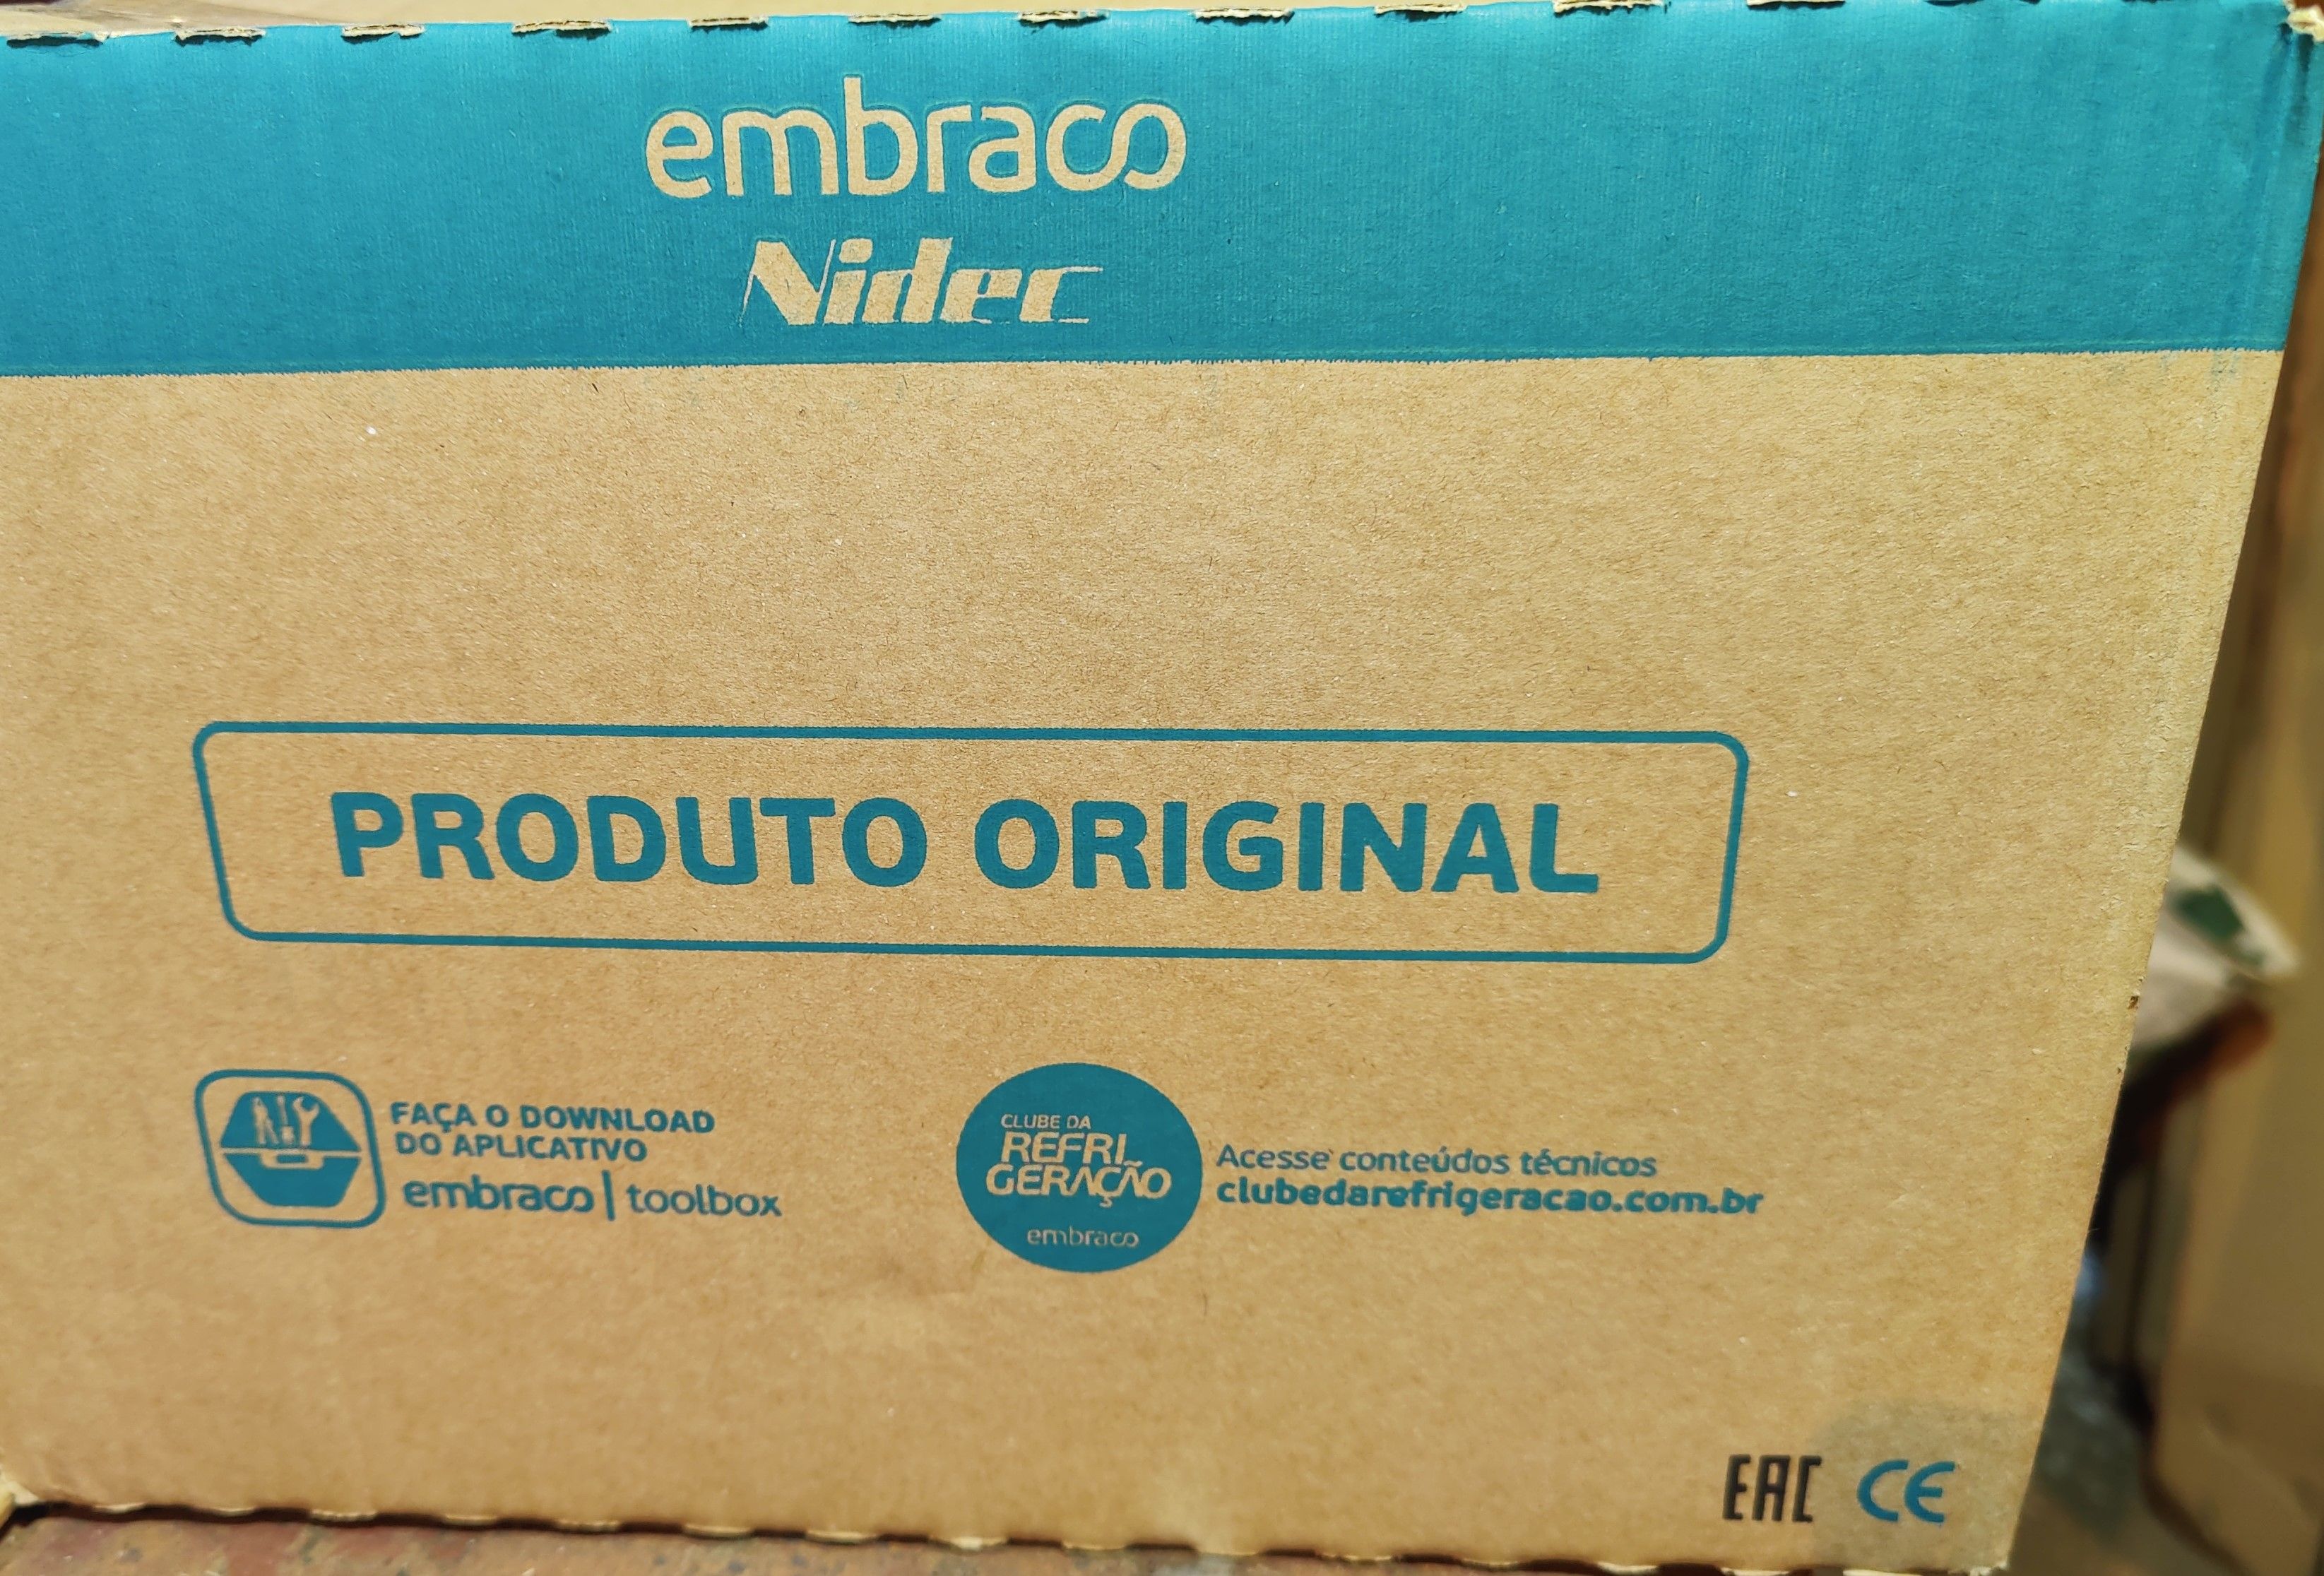 embraco
Nidec
PRODUTO ORIGINAL
FAÇA O DOWNLOAD
DO APLICATIVO
embraco | toolbox
CLUBE DA
REFRI
GERAÇÃO
embraco
Acesse conteúdos técnicos
clubedarefrigeracao.com.br
EAC CE